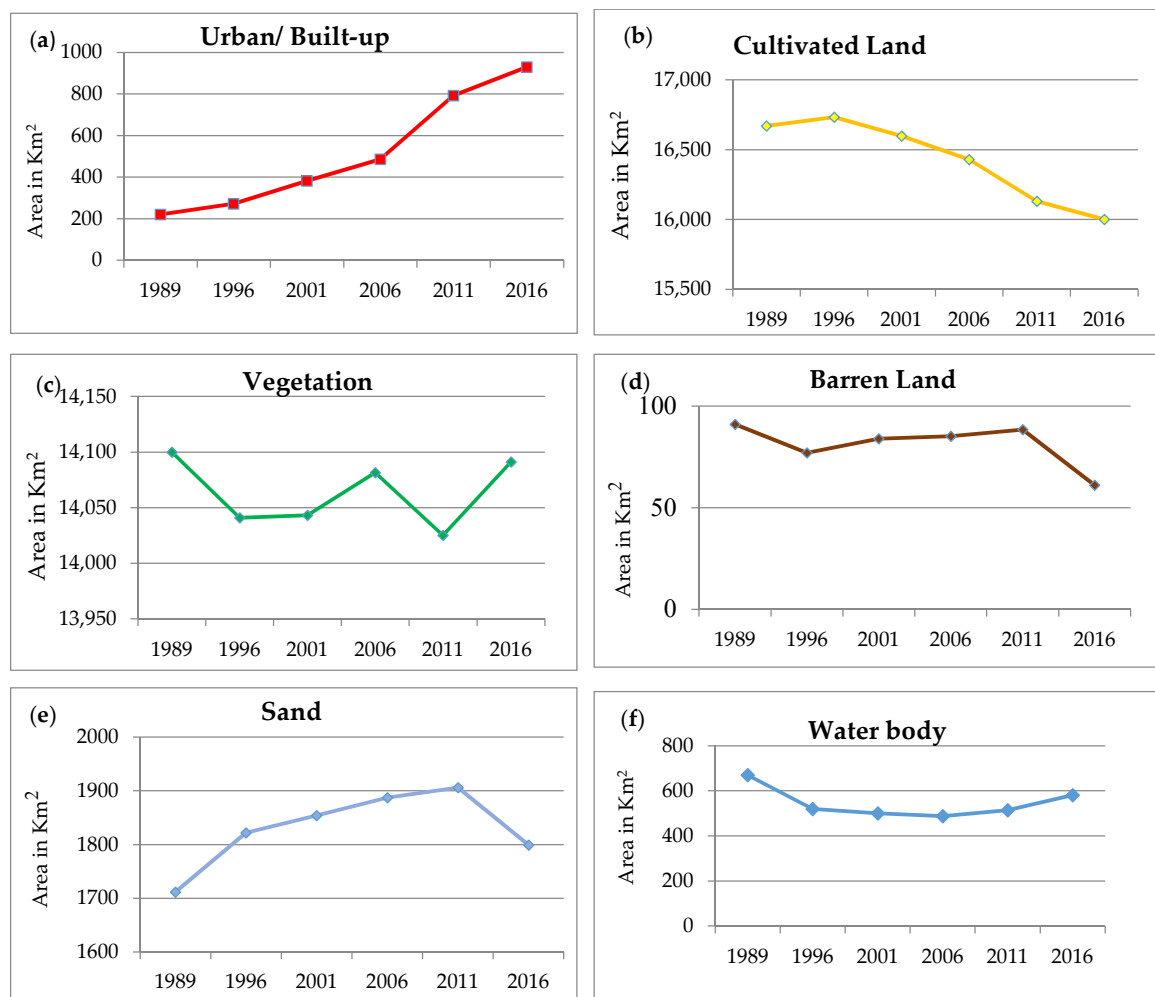 (a)
Urban/ Built-up
Area in Km²
1000
800
600
400
200
0
1989 1996 2001 2006 2011 2016
(b)
Cultivated Land
Area in Km²
17,000
16,500
16,000
15,500
1989 1996 2001 2006 2011 2016
(c)
Vegetation
Area in Km²
14,150
14,100
14,050
14,000
13,950
1989 1996 2001 2006 2011 2016
(d)
Barren Land
Area in Km²
100
50
0
1989 1996 2001 2006 2011 2016
(e)
Sand
Area in Km²
2000
1900
1800
1700
1600
1989 1996 2001 2006 2011 2016
(f)
Water body
Area in Km²
800
600
400
200
0
1989 1996 2001 2006 2011 2016